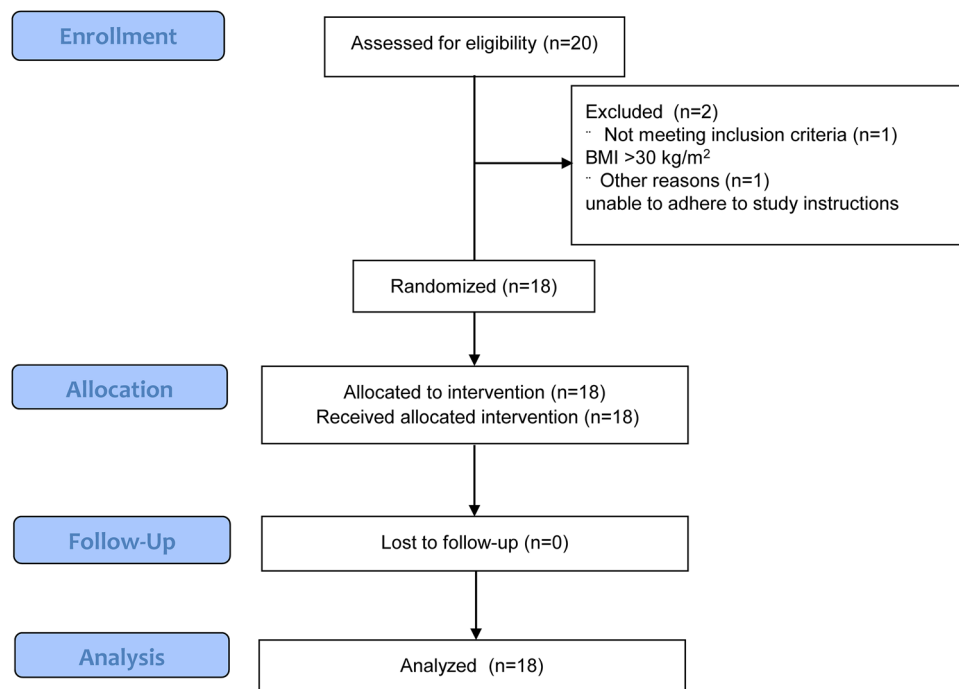 Enrollment
Assessed for eligibility (n=20)
Excluded (n=2)
¨ Not meeting inclusion criteria (n=1)
BMI >30 kg/m²
¨ Other reasons (n=1)
unable to adhere to study instructions
Randomized (n=18)
Allocation
Allocated to intervention (n=18)
Received allocated intervention (n=18)
Follow-Up
Lost to follow-up (n=0)
Analysis
Analyzed (n=18)